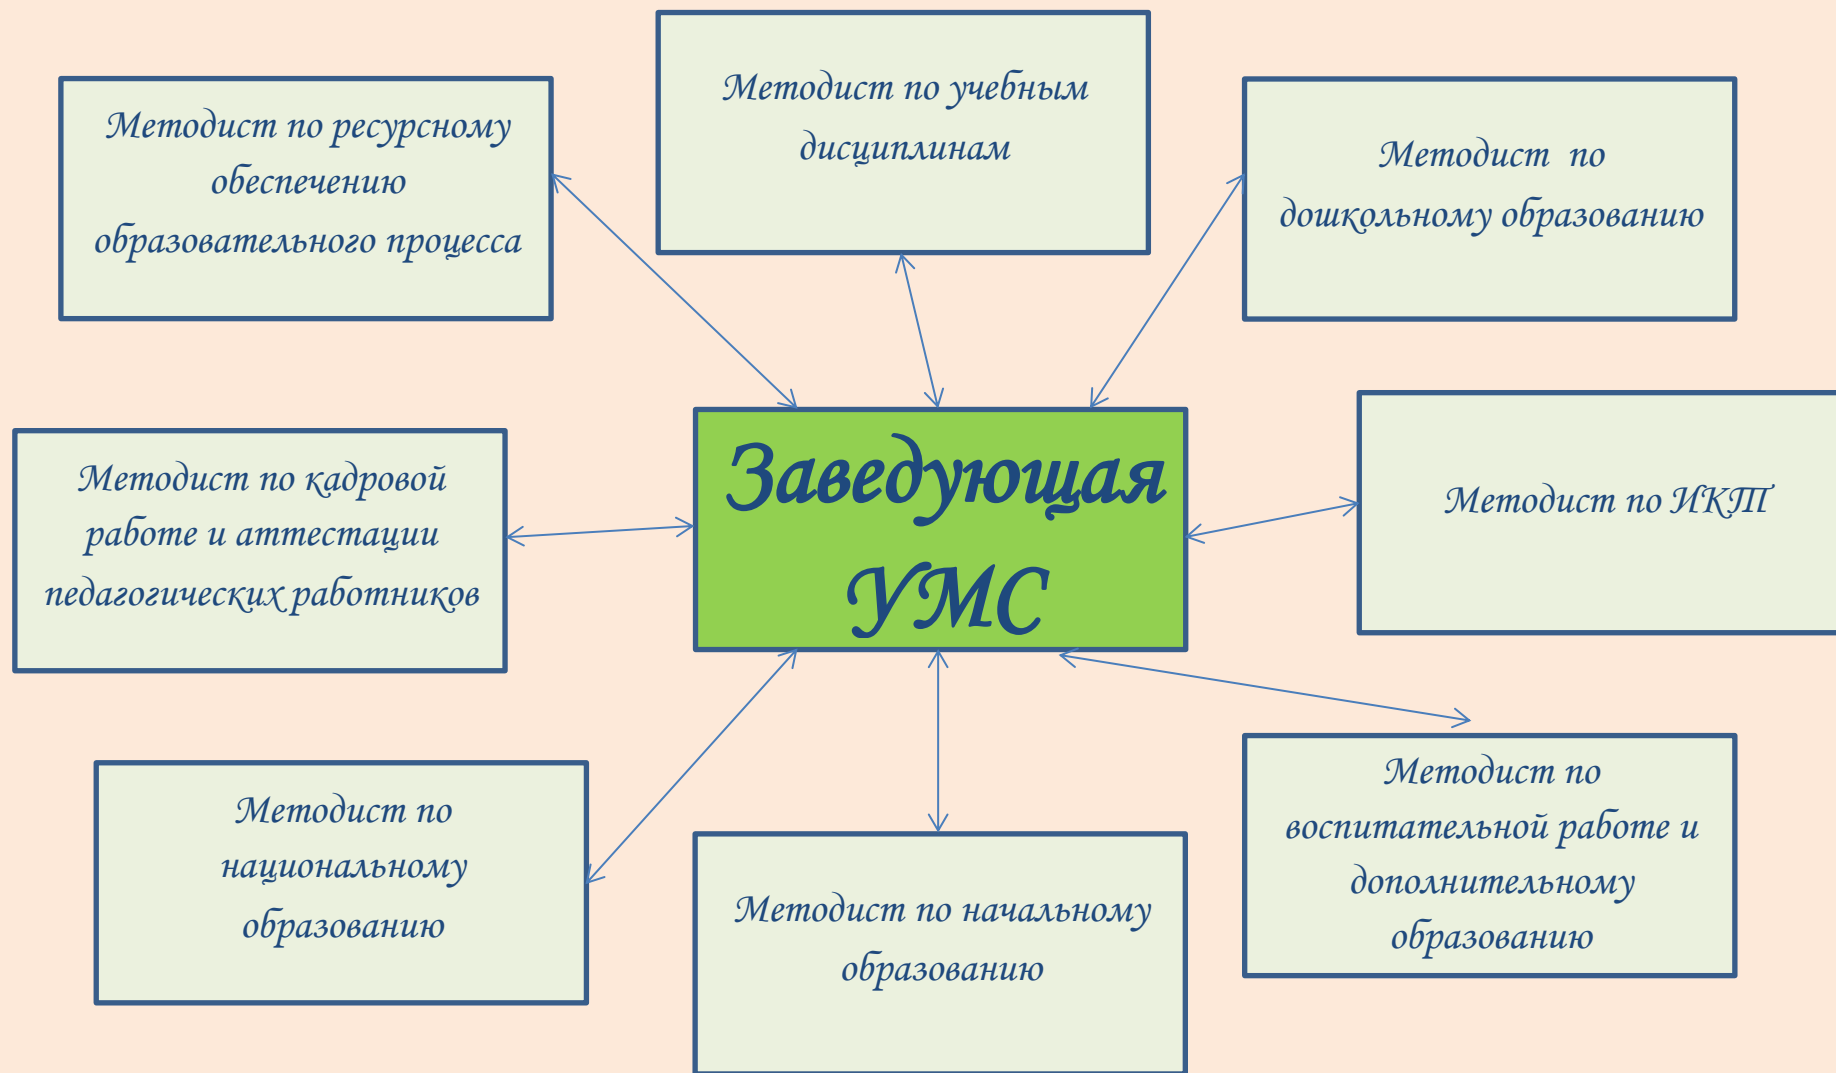 Методист по учебным
дисциплинам
Методист по ресурсному
обеспечению
образовательного процесса
Методист по
дошкольному образованию
Заведующая
УМС
Методист по кадровой
работе и аттестации
педагогических работников
Методист по ИКТ
Методист по
национальному
образованию
Методист по начальному
образованию
Методист по
воспитательной работе и
дополнительному
образованию